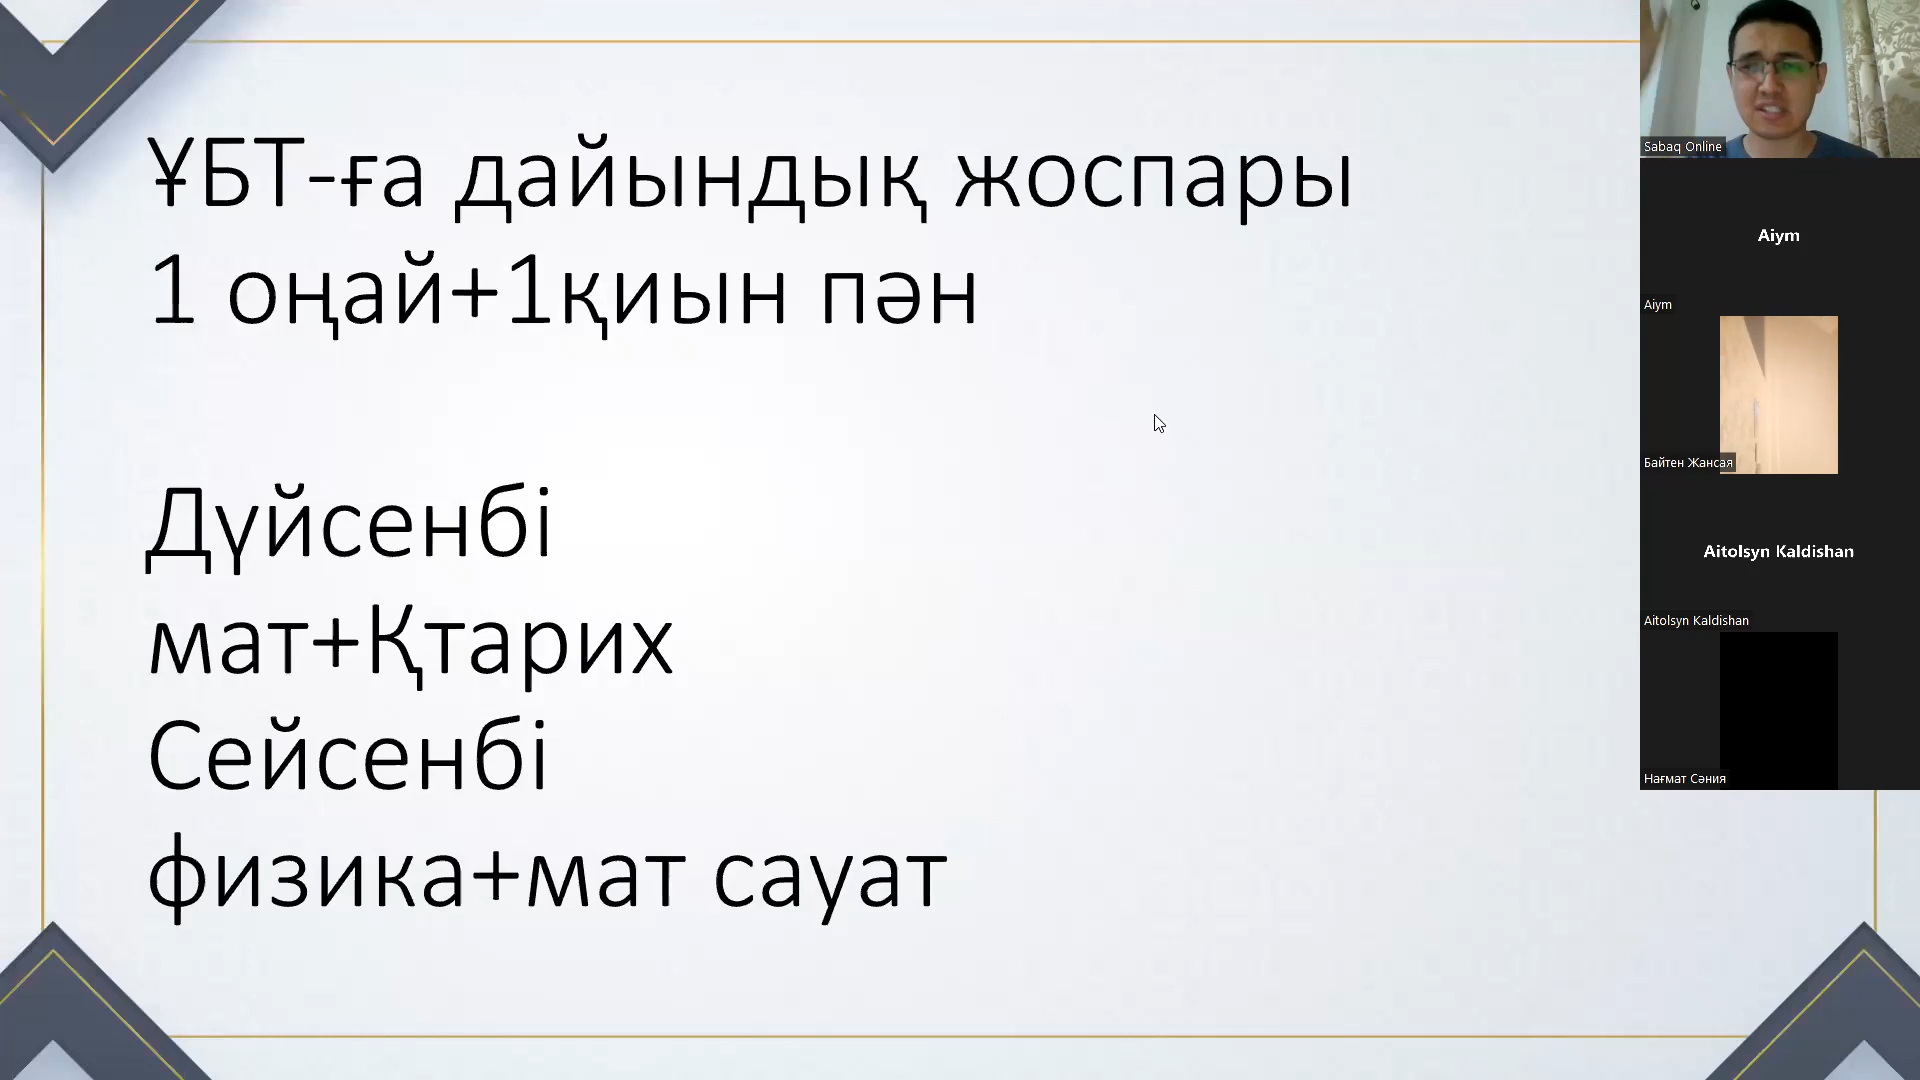 ҰБТ-ға дайындық жоспары
1 оңай+1қиын пән
Дүйсенбі
мат+Қтарих
Сейсенбі
физика+мат сауат
Sabaq Online
Aiym
Aiym
Байтен Жансая
Aitolsyn Kaldishan
Aitolsyn Kaldishan
Нағмат Сәния